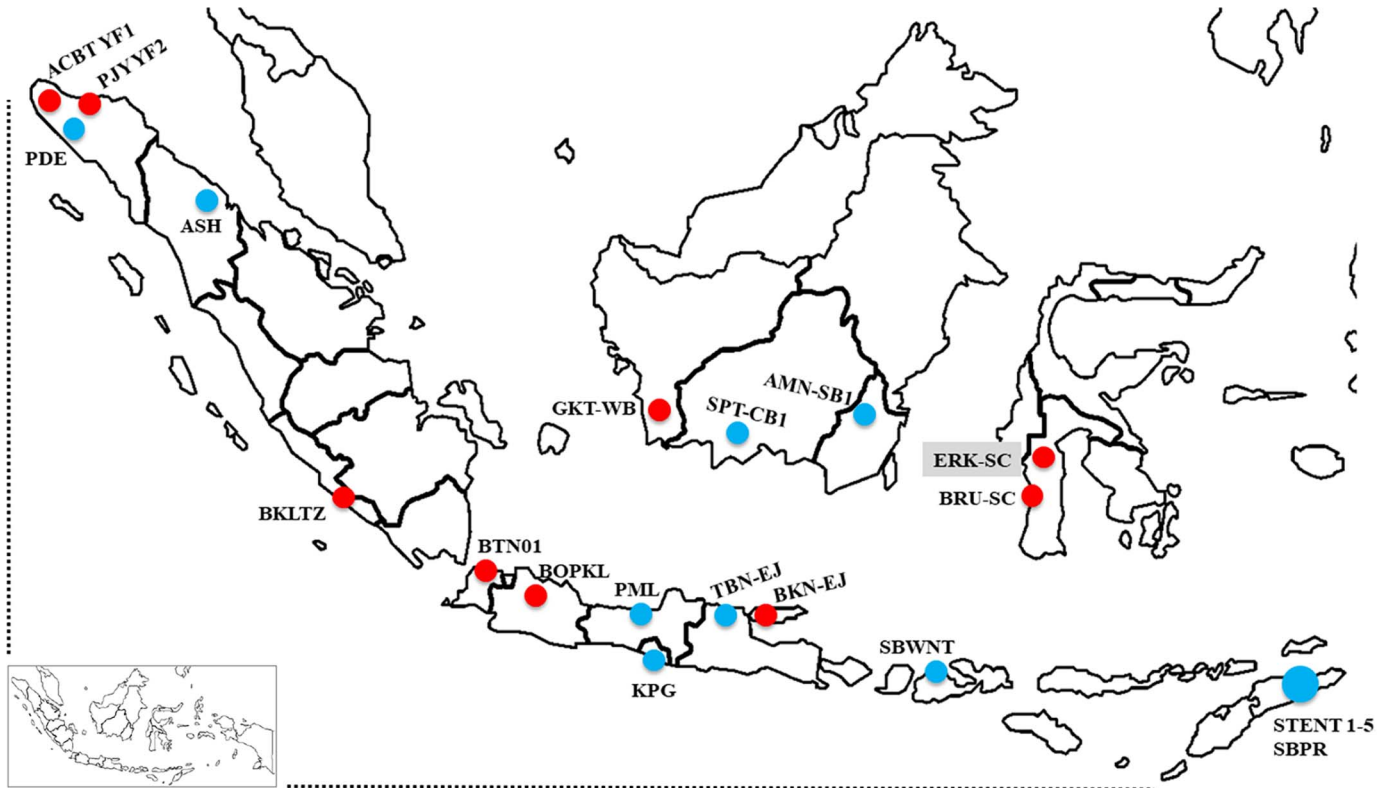 ACBT YF1
PJYYF2
PDE
ASH
GKT-WB
SPT-CB1
AMN-SB1
ERK-SC
BRU-SC
BKLTZ
BTN01
BOPKL
PML
TBN-EJ
BKN-EJ
KPG
SBWNT
STENT 1-5
SBPR